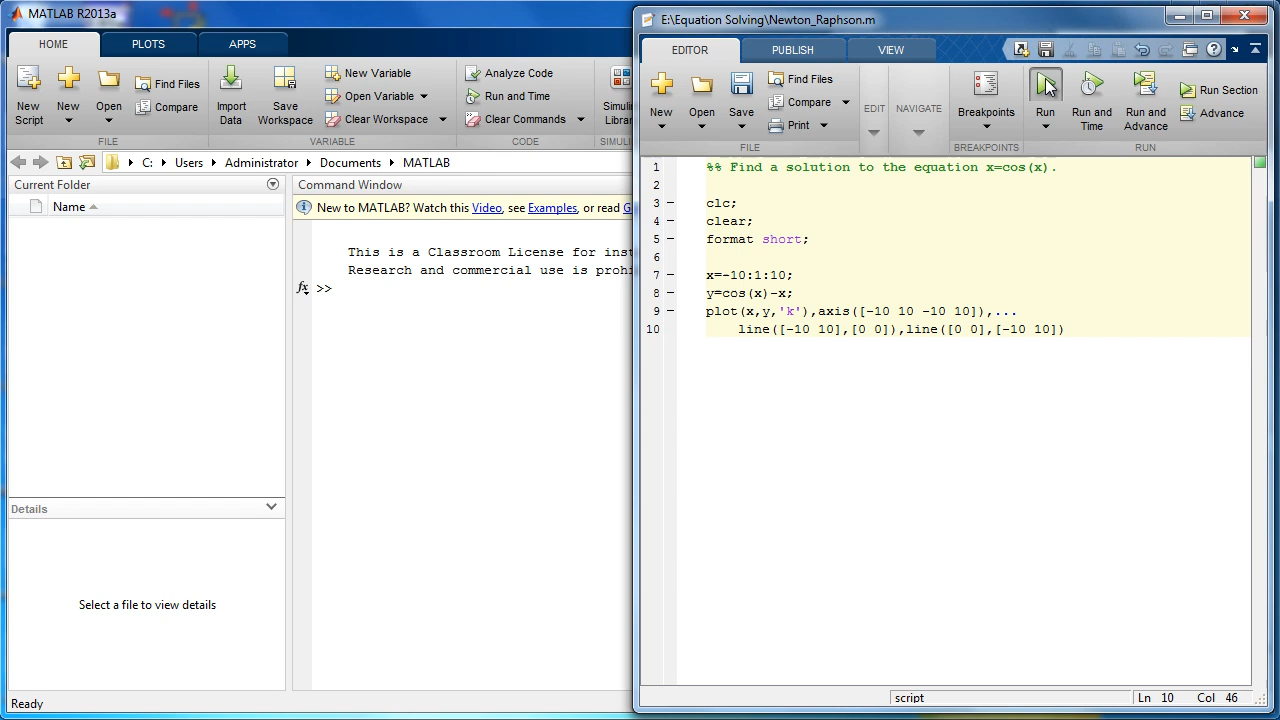 MATLAB R2013a
HOME PLOTS APPS
New Script
New
Open
Find Files
Compare
FILE
Import Data
Save Workspace
New Variable
Open Variable
Clear Workspace
VARIABLE
Analyze Code
Run and Time
Clear Commands
CODE
C: Users Administrator Documents MATLAB
Current Folder
Name
Details
Select a file to view details
Ready
Command Window
New to MATLAB? Watch this Video, see Examples, or read
This is a Classroom License for
Research and commercial use is
fx >>
E:\Equation Solving\Newton_Raphson.m
EDITOR PUBLISH VIEW
New
Open
Save
Find Files
Compare
Print
FILE
EDIT
NAVIGATE
Breakpoints
BREAKPOINTS
Run
Run and Time
Run and Advance
Run Section
Advance
RUN
1 %% Find a solution to the equation x=cos(x).
2
3 clc;
4 clear;
5 format short;
6
7 x=-10:1:10;
8 y=cos(x)-x;
9 plot(x,y,'k'),axis([-10 10 -10 10]),...
10 line([-10 10],[0 0]),line([0 0],[-10 10])
script
Ln 10 Col 46